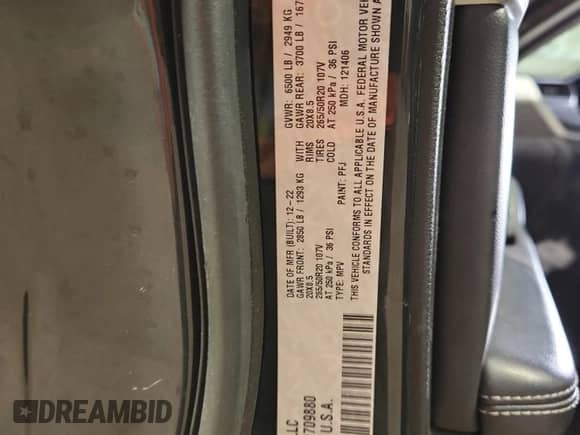 LLC
DATE OF MFR (BUILT): 12-22 GVWR: 6500 LB / 2949 KG
GAWR FRONT: 2850 LB / 1293 KG WITH GAWR REAR: 3700 LB / 167
20X8.5 RIMS 20X8.5
265/50R20 107V TIRES 265/50R20 107V
AT 250 kPa / 36 PSI COLD AT 250 kPa / 36 PSI
TYPE: MPV PAINT: PFJ MDH: 121406
THIS VEHICLE CONFORMS TO ALL APPLICABLE U.S.A. FEDERAL MOTOR VEH
STANDARDS IN EFFECT ON THE DATE OF MANUFACTURE SHOWN A
709880
U.S.A.
DREAMBID